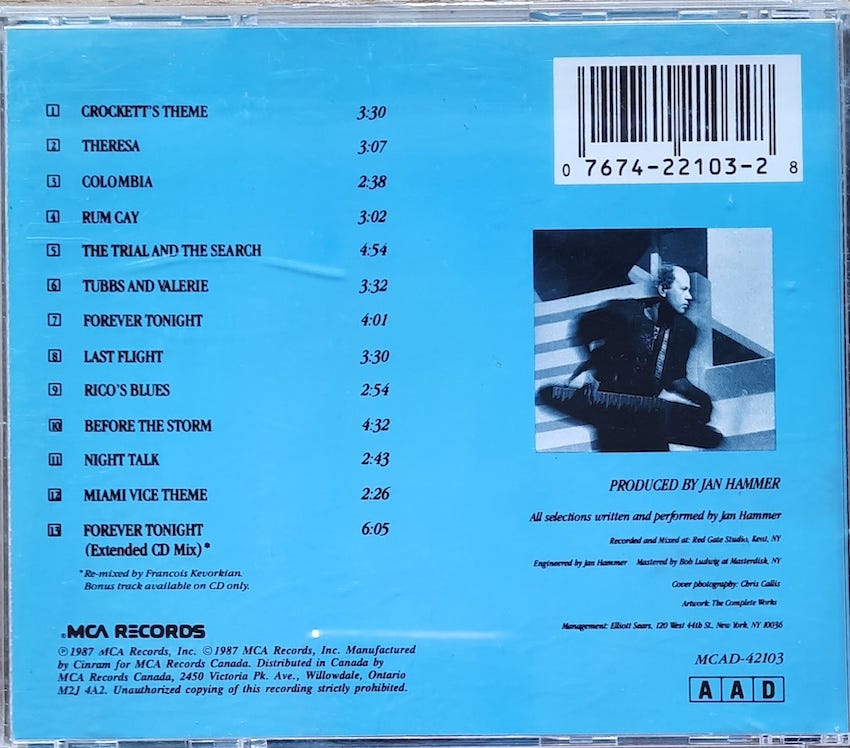 1 CROCKETT'S THEME 3:30
2 THERESA 3:07
3 COLOMBIA 2:38
4 RUM CAY 3:02
5 THE TRIAL AND THE SEARCH 4:54
6 TUBBS AND VALERIE 3:32
7 FOREVER TONIGHT 4:01
8 LAST FLIGHT 3:30
9 RICO'S BLUES 2:54
10 BEFORE THE STORM 4:32
11 NIGHT TALK 2:43
12 MIAMI VICE THEME 2:26
13 FOREVER TONIGHT 6:05
(Extended CD Mix)*
*Re-mixed by Francois Kevorkian.
Bonus track available on CD only.
MCA RECORDS
℗1987 MCA Records, Inc. ©1987 MCA Records, Inc. Manufactured
by Cinram for MCA Records Canada. Distributed in Canada by
MCA Records Canada, 2450 Victoria Pk. Ave., Willowdale, Ontario
M2J 4A2. Unauthorized copying of this recording strictly prohibited.
0 7674-22103-2 8
PRODUCED BY JAN HAMMER
All selections written and performed by Jan Hammer
Recorded and Mixed at: Red Gate Studio, Kent, NY
Engineered by Jan Hammer Mastered by Bob Ludwig at Masterdisk, NY
Cover photography: Chris Callis
Artwork: The Complete Works
Management: Elliott Sears, 120 West 44th St., New York, NY 10036
MCAD-42103
AAD